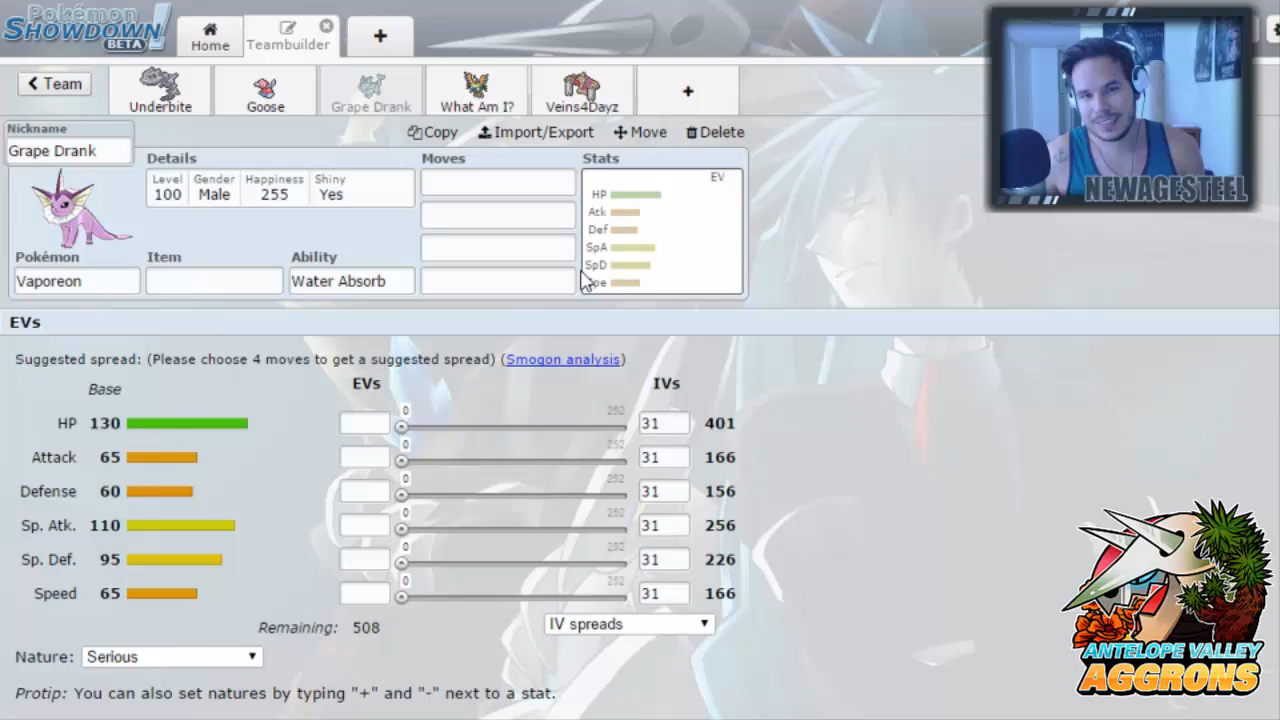 Pokémon
SHOWDOWN!
BETA
Home
Teambuilder
+
NEWAGESTEEL
< Team
Underbite
Goose
Grape Drank
What Am I?
Veins4Dayz
+
Copy Import/Export Move Delete
Nickname
Grape Drank
Details
Level Gender Happiness Shiny
100 Male 255 Yes
Moves
Stats
EV
HP
Atk
Def
SpA
SpD
Pokémon Item Ability
Vaporeon Water Absorb
EVs
Suggested spread: (Please choose 4 moves to get a suggested spread) (Smogon analysis)
Base EVs IVs
HP 130 0 252 31 401
Attack 65 0 252 31 166
Defense 60 0 252 31 156
Sp. Atk. 110 0 252 31 256
Sp. Def. 95 0 252 31 226
Speed 65 0 252 31 166
Remaining: 508
IV spreads
Nature: Serious
Protip: You can also set natures by typing "+" and "-" next to a stat.
ANTELOPE VALLEY
AGGRONS